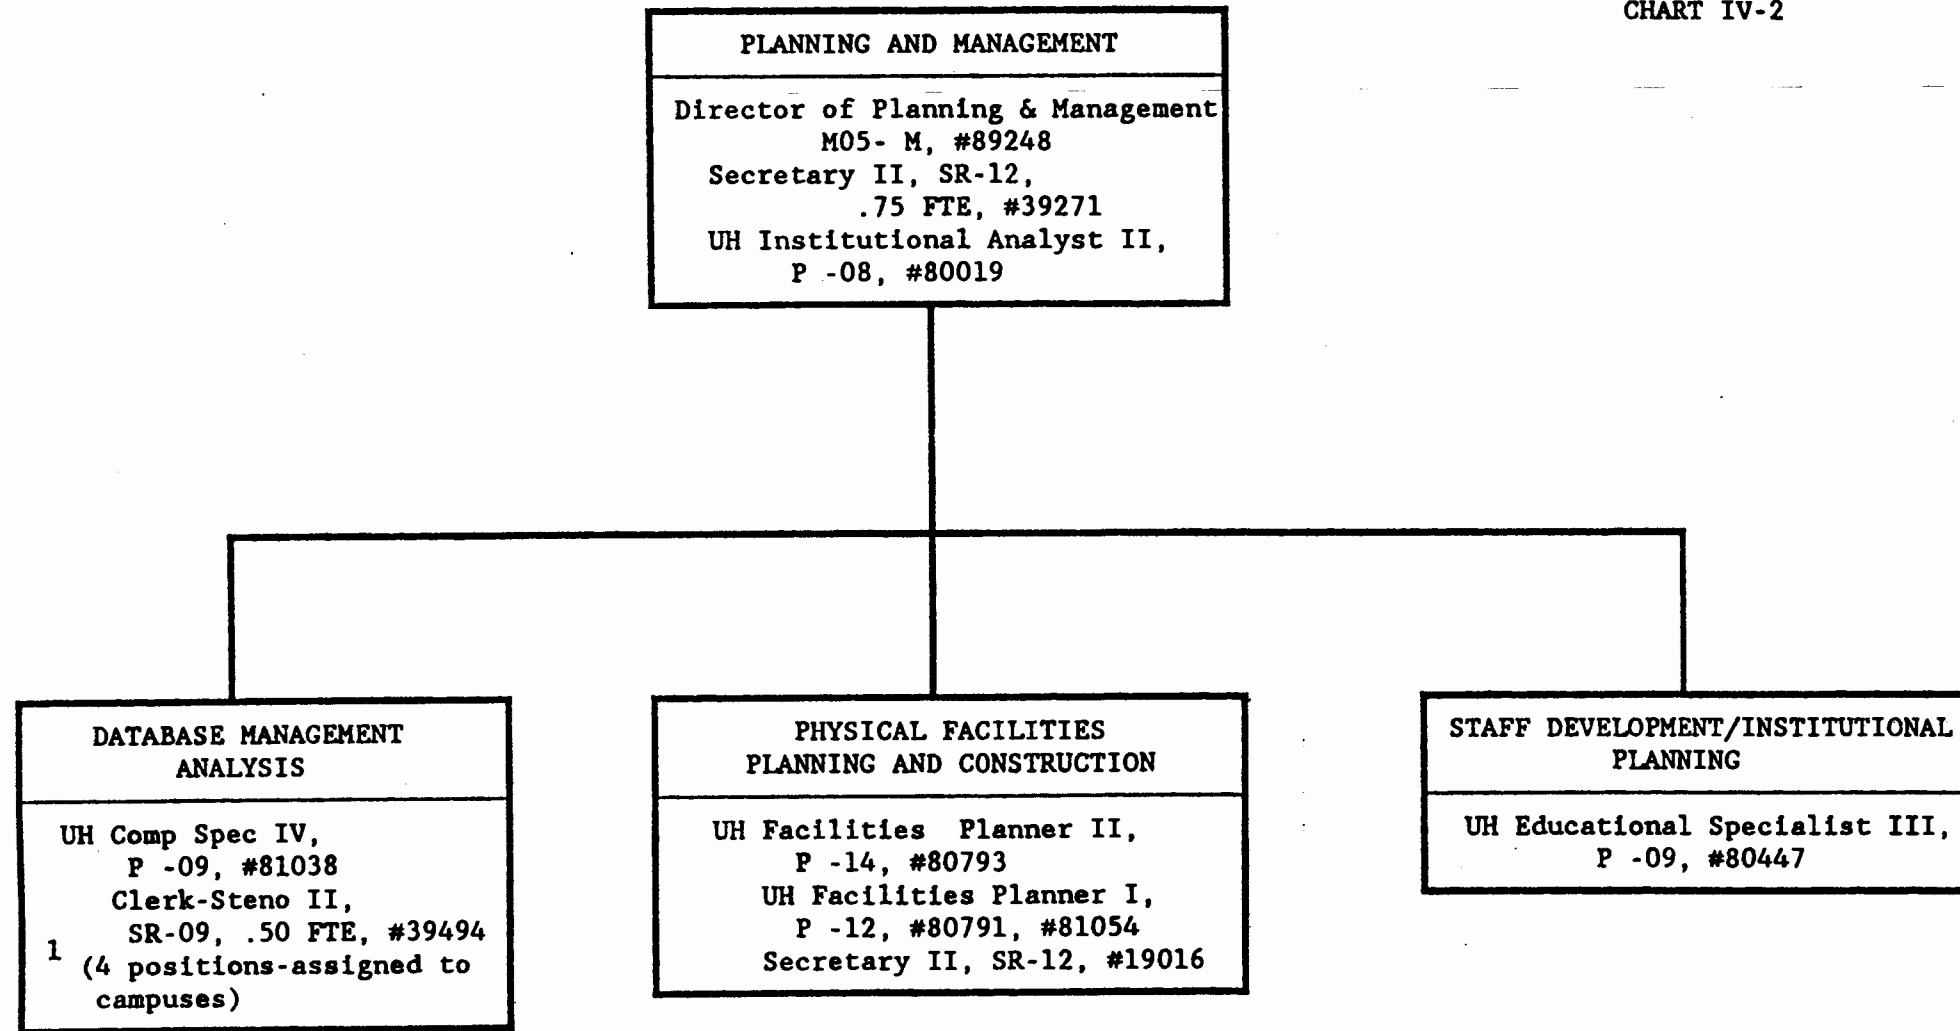 CHART IV-2
PLANNING AND MANAGEMENT
Director of Planning & Management
M05- M, #89248
Secretary II, SR-12,
.75 FTE, #39271
UH Institutional Analyst II,
P -08, #80019
DATABASE MANAGEMENT
ANALYSIS
UH Comp Spec IV,
P -09, #81038
Clerk-Steno II,
SR-09, .50 FTE, #39494
1 (4 positions-assigned to
campuses)
PHYSICAL FACILITIES
PLANNING AND CONSTRUCTION
UH Facilities Planner II,
P -14, #80793
UH Facilities Planner I,
P -12, #80791, #81054
Secretary II, SR-12, #19016
STAFF DEVELOPMENT/INSTITUTIONAL
PLANNING
UH Educational Specialist III,
P -09, #80447